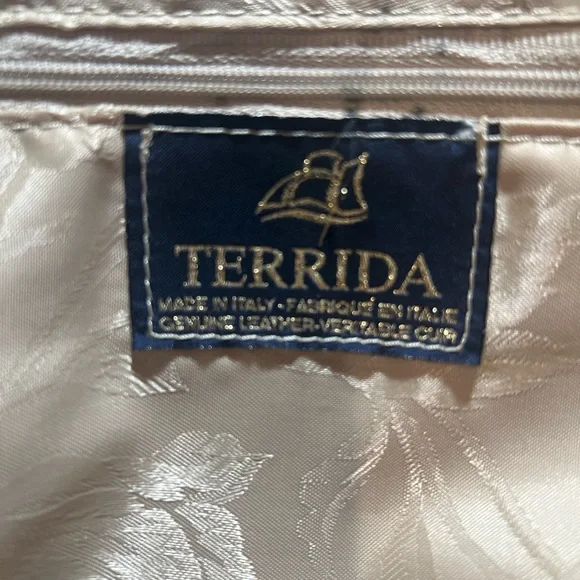 TERRIDA
MADE IN ITALY - FABRIQUÉ EN ITALIE
GENUINE LEATHER-VERITABLE CUIR